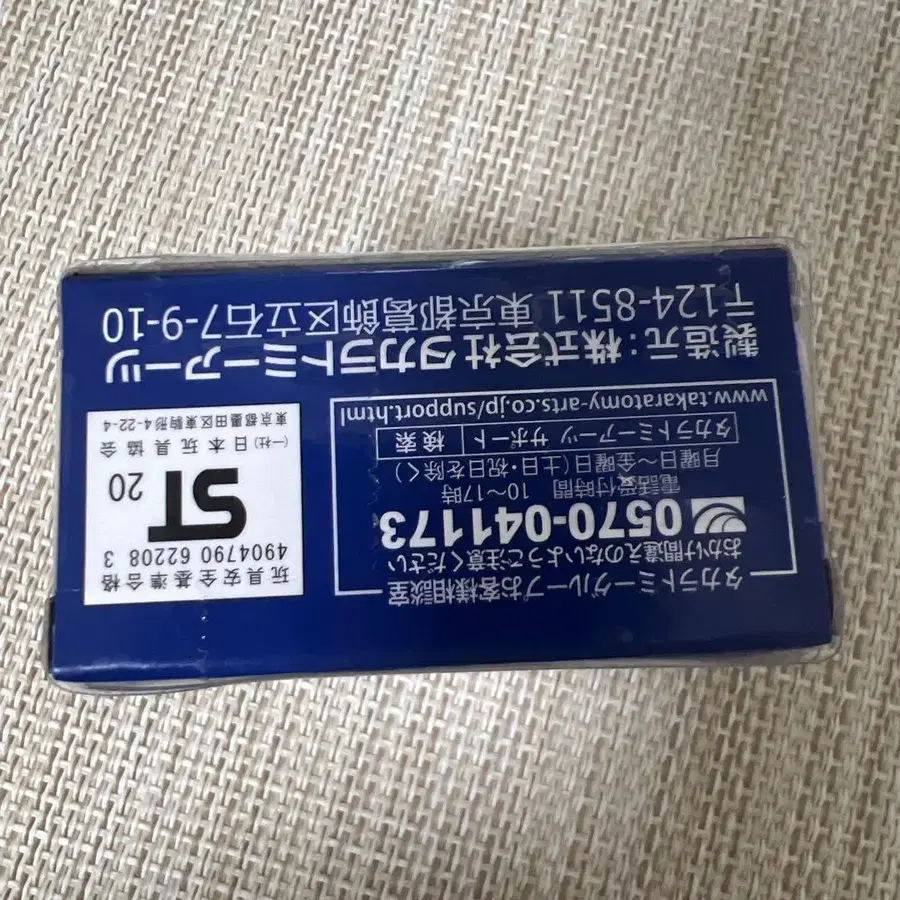 タカラトミーグループお客様相談室
おかけ間違えのないようご注意ください
0570-041173
電話受付時間 10～17時
月曜日～金曜日(土日・祝日を除く)
タカラトミーアーツ サポート 検索
www.takaratomy-arts.co.jp/support.html
製造元：株式会社タカラトミーアーツ
〒124-8511 東京都葛飾区立石7-9-10
玩具安全基準合格
4904790 62208 3
ST
20
(一社)日本玩具協会
東京都墨田区東駒形4-22-4